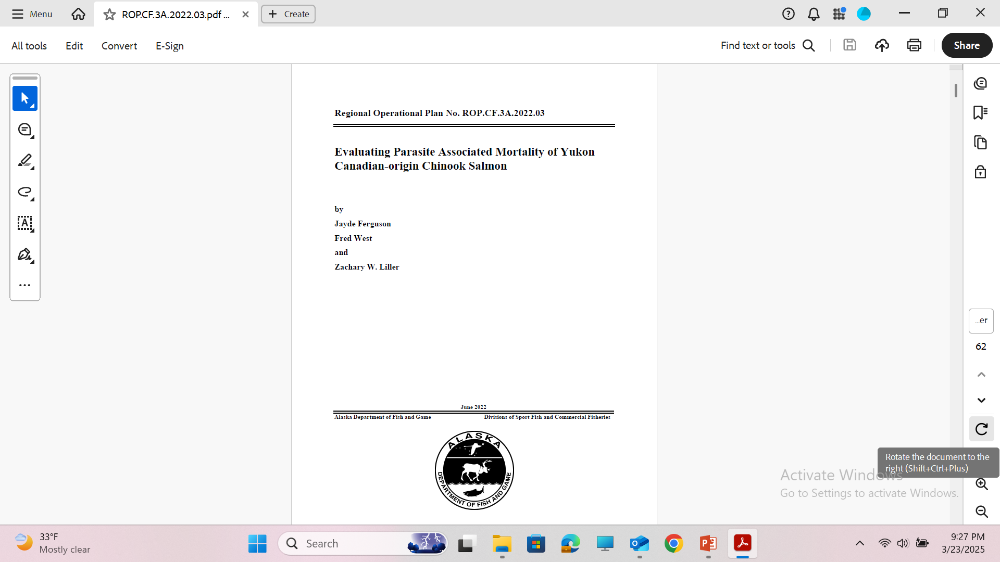 Menu
ROP.CF.3A.2022.03.pdf ...
Create
All tools
Edit
Convert
E-Sign
Find text or tools
Share
Regional Operational Plan No. ROP.CF.3A.2022.03
Evaluating Parasite Associated Mortality of Yukon
Canadian-origin Chinook Salmon
by
Jayde Ferguson
Fred West
and
Zachary W. Liller
June 2022
Alaska Department of Fish and Game
Divisions of Sport Fish and Commercial Fisheries
ALASKA
DEPARTMENT OF FISH AND GAME
...er
62
Rotate the document to the
right (Shift+Ctrl+Plus)
Activate Windows
Go to Settings to activate Windows.
33°F
Mostly clear
Search
9:27 PM
3/23/2025